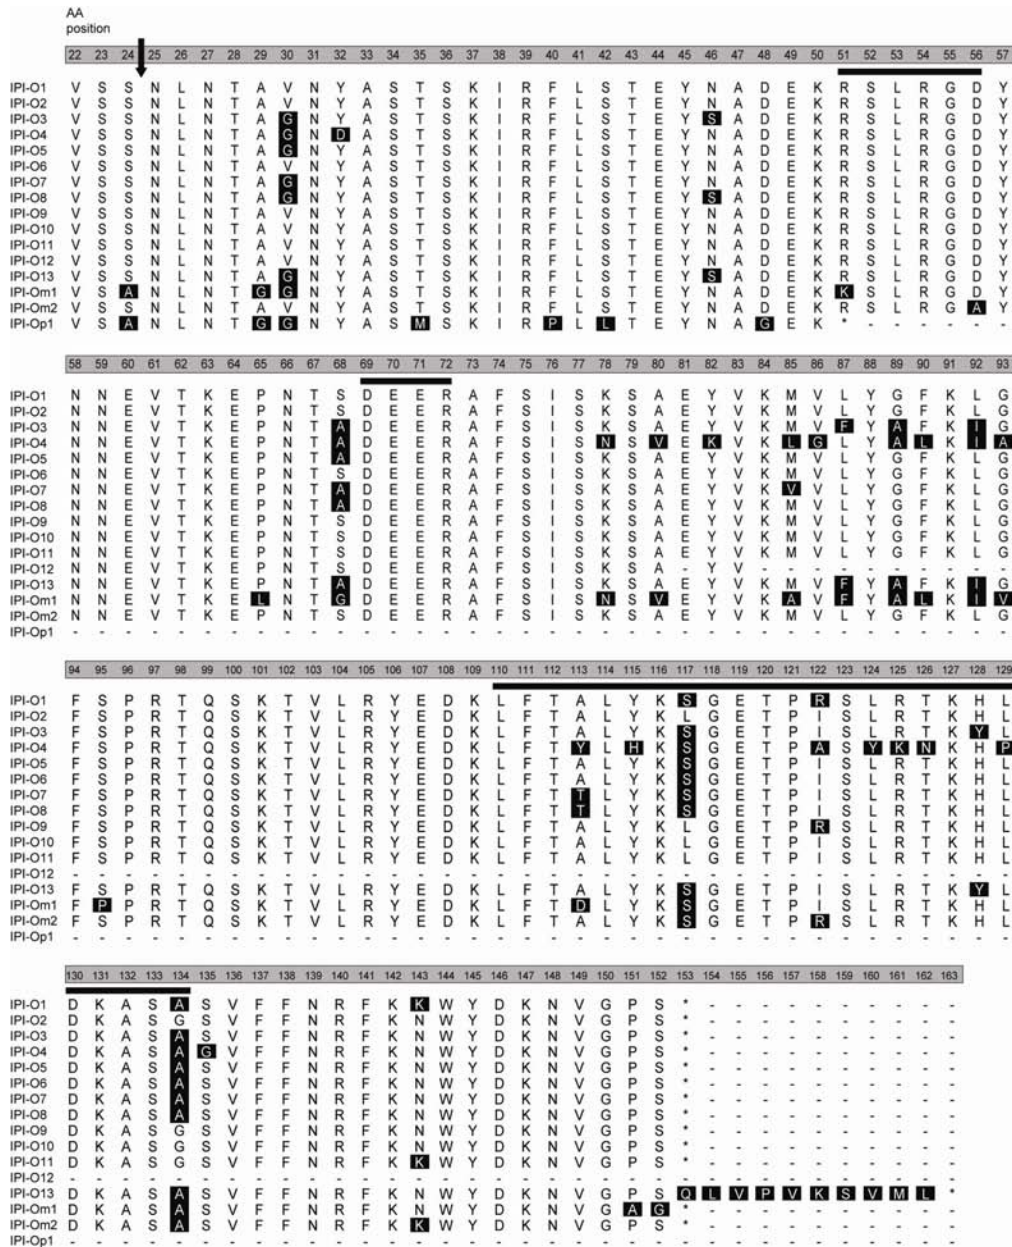 AA
position
22 23 24 25 26 27 28 29 30 31 32 33 34 35 36 37 38 39 40 41 42 43 44 45 46 47 48 49 50 51 52 53 54 55 56 57
IPI-O1 V S S N L N T A V N Y A S T S K I R F L S T E Y N A D E K R S L R G D Y
IPI-O2 V S S N L N T A V N Y A S T S K I R F L S T E Y N A D E K R S L R G D Y
IPI-O3 V S S N L N T A G N Y A S T S K I R F L S T E Y S A D E K R S L R G D Y
IPI-O4 V S S N L N T A G N D A S T S K I R F L S T E Y N A D E K R S L R G D Y
IPI-O5 V S S N L N T A G N Y A S T S K I R F L S T E Y N A D E K R S L R G D Y
IPI-O6 V S S N L N T A V N Y A S T S K I R F L S T E Y N A D E K R S L R G D Y
IPI-O7 V S S N L N T A G N Y A S T S K I R F L S T E Y N A D E K R S L R G D Y
IPI-O8 V S S N L N T A G N Y A S T S K I R F L S T E Y S A D E K R S L R G D Y
IPI-O9 V S S N L N T A V N Y A S T S K I R F L S T E Y N A D E K R S L R G D Y
IPI-O10 V S S N L N T A V N Y A S T S K I R F L S T E Y N A D E K R S L R G D Y
IPI-O11 V S S N L N T A V N Y A S T S K I R F L S T E Y N A D E K R S L R G D Y
IPI-O12 V S S N L N T A V N Y A S T S K I R F L S T E Y N A D E K R S L R G D Y
IPI-O13 V S S N L N T A G N Y A S T S K I R F L S T E Y S A D E K R S L R G D Y
IPI-Om1 V S A N L N T G G N Y A S T S K I R F L S T E Y N A D E K K S L R G D Y
IPI-Om2 V S S N L N T A V N Y A S T S K I R F L S T E Y N A D E K R S L R G A Y
IPI-Op1 V S A N L N T G G N Y A S M S K I R P L L T E Y N A G E K * - - - - - -
58 59 60 61 62 63 64 65 66 67 68 69 70 71 72 73 74 75 76 77 78 79 80 81 82 83 84 85 86 87 88 89 90 91 92 93
IPI-O1 N N E V T K E P N T S D E E R A F S I S K S A E Y V K M V L Y G F K L G
IPI-O2 N N E V T K E P N T S D E E R A F S I S K S A E Y V K M V L Y G F K L G
IPI-O3 N N E V T K E P N T A D E E R A F S I S K S A E Y V K M V F Y A F K I G
IPI-O4 N N E V T K E P N T A D E E R A F S I S N S V E K V K L G L Y A L K I A
IPI-O5 N N E V T K E P N T A D E E R A F S I S K S A E Y V K M V L Y G F K L G
IPI-O6 N N E V T K E P N T S D E E R A F S I S K S A E Y V K M V L Y G F K L G
IPI-O7 N N E V T K E P N T A D E E R A F S I S K S A E Y V K V V L Y G F K L G
IPI-O8 N N E V T K E P N T A D E E R A F S I S K S A E Y V K M V L Y G F K L G
IPI-O9 N N E V T K E P N T S D E E R A F S I S K S A E Y V K M V L Y G F K L G
IPI-O10 N N E V T K E P N T S D E E R A F S I S K S A E Y V K M V L Y G F K L G
IPI-O11 N N E V T K E P N T S D E E R A F S I S K S A E Y V K M V L Y G F K L G
IPI-O12 N N E V T K E P N T S D E E R A F S I S K S A E Y V - - - - - - - - - -
IPI-O13 N N E V T K E P N T A D E E R A F S I S K S A E Y V K M V F Y A F K I G
IPI-Om1 N N E V T K E L N T G D E E R A F S I S N S V E Y V K A V F Y A L K I V
IPI-Om2 N N E V T K E P N T S D E E R A F S I S K S A E Y V K M V L Y G F K L G
IPI-Op1 - - - - - - - - - - - - - - - - - - - - - - - - - - - - - - - - - - - -
94 95 96 97 98 99 100 101 102 103 104 105 106 107 108 109 110 111 112 113 114 115 116 117 118 119 120 121 122 123 124 125 126 127 128 129
IPI-O1 F S P R T Q S K T V L R Y E D K L F T A L Y K S G E T P R S L R T K H L
IPI-O2 F S P R T Q S K T V L R Y E D K L F T A L Y K L G E T P I S L R T K H L
IPI-O3 F S P R T Q S K T V L R Y E D K L F T A L Y K S G E T P I S L R T K Y L
IPI-O4 F S P R T Q S K T V L R Y E D K L F T Y L H K S G E T P A S Y K N K H P
IPI-O5 F S P R T Q S K T V L R Y E D K L F T A L Y K S G E T P I S L R T K H L
IPI-O6 F S P R T Q S K T V L R Y E D K L F T A L Y K S G E T P I S L R T K H L
IPI-O7 F S P R T Q S K T V L R Y E D K L F T T L Y K S G E T P I S L R T K H L
IPI-O8 F S P R T Q S K T V L R Y E D K L F T T L Y K S G E T P I S L R T K H L
IPI-O9 F S P R T Q S K T V L R Y E D K L F T A L Y K L G E T P R S L R T K H L
IPI-O10 F S P R T Q S K T V L R Y E D K L F T A L Y K L G E T P I S L R T K H L
IPI-O11 F S P R T Q S K T V L R Y E D K L F T A L Y K L G E T P I S L R T K H L
IPI-O12 - - - - - - - - - - - - - - - - - - - - - - - - - - - - - - - - - - - -
IPI-O13 F S P R T Q S K T V L R Y E D K L F T A L Y K S G E T P I S L R T K Y L
IPI-Om1 F P P R T Q S K T V L R Y E D K L F T D L Y K S G E T P I S L R T K H L
IPI-Om2 F S P R T Q S K T V L R Y E D K L F T A L Y K S G E T P R S L R T K H L
IPI-Op1 - - - - - - - - - - - - - - - - - - - - - - - - - - - - - - - - - - - -
130 131 132 133 134 135 136 137 138 139 140 141 142 143 144 145 146 147 148 149 150 151 152 153 154 155 156 157 158 159 160 161 162 163
IPI-O1 D K A S A S V F F N R F K K W Y D K N V G P S * - - - - - - - - - -
IPI-O2 D K A S G S V F F N R F K N W Y D K N V G P S * - - - - - - - - - -
IPI-O3 D K A S A S V F F N R F K N W Y D K N V G P S * - - - - - - - - - -
IPI-O4 D K A S A G V F F N R F K N W Y D K N V G P S * - - - - - - - - - -
IPI-O5 D K A S A S V F F N R F K N W Y D K N V G P S * - - - - - - - - - -
IPI-O6 D K A S A S V F F N R F K N W Y D K N V G P S * - - - - - - - - - -
IPI-O7 D K A S A S V F F N R F K N W Y D K N V G P S * - - - - - - - - - -
IPI-O8 D K A S A S V F F N R F K N W Y D K N V G P S * - - - - - - - - - -
IPI-O9 D K A S G S V F F N R F K N W Y D K N V G P S * - - - - - - - - - -
IPI-O10 D K A S G S V F F N R F K N W Y D K N V G P S * - - - - - - - - - -
IPI-O11 D K A S G S V F F N R F K K W Y D K N V G P S * - - - - - - - - - -
IPI-O12 - - - - - - - - - - - - - - - - - - - - - - - - - - - - - - - - - -
IPI-O13 D K A S A S V F F N R F K N W Y D K N V G P S Q L V P V K S V M L *
IPI-Om1 D K A S A S V F F N R F K N W Y D K N V G A G * - - - - - - - - - -
IPI-Om2 D K A S A S V F F N R F K K W Y D K N V G P S * - - - - - - - - - -
IPI-Op1 - - - - - - - - - - - - - - - - - - - - - - - - - - - - - - - - - -